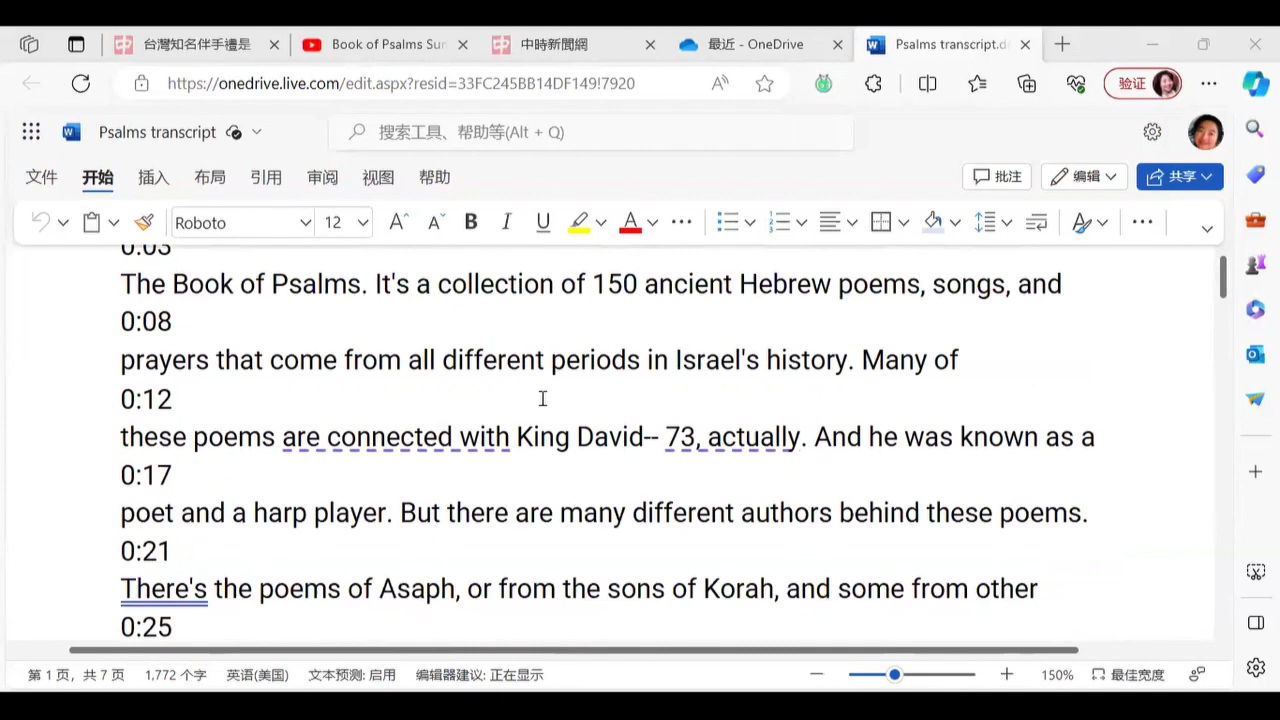 台灣知名伴手禮是
Book of Psalms Sur
中時新聞網
最近 - OneDrive
Psalms transcript.d
https://onedrive.live.com/edit.aspx?resid=33FC245BB14DF149!7920
验证
Psalms transcript
搜索工具、帮助等(Alt + Q)
文件 开始 插入 布局 引用 审阅 视图 帮助
批注 编辑 共享
Roboto 12 B I U A
0:03
The Book of Psalms. It's a collection of 150 ancient Hebrew poems, songs, and
0:08
prayers that come from all different periods in Israel's history. Many of
0:12
these poems are connected with King David-- 73, actually. And he was known as a
0:17
poet and a harp player. But there are many different authors behind these poems.
0:21
There's the poems of Asaph, or from the sons of Korah, and some from other
0:25
第 1 页，共 7 页 1,772 个字 英语(美国) 文本预测: 启用 编辑器建议: 正在显示 150% 最佳宽度